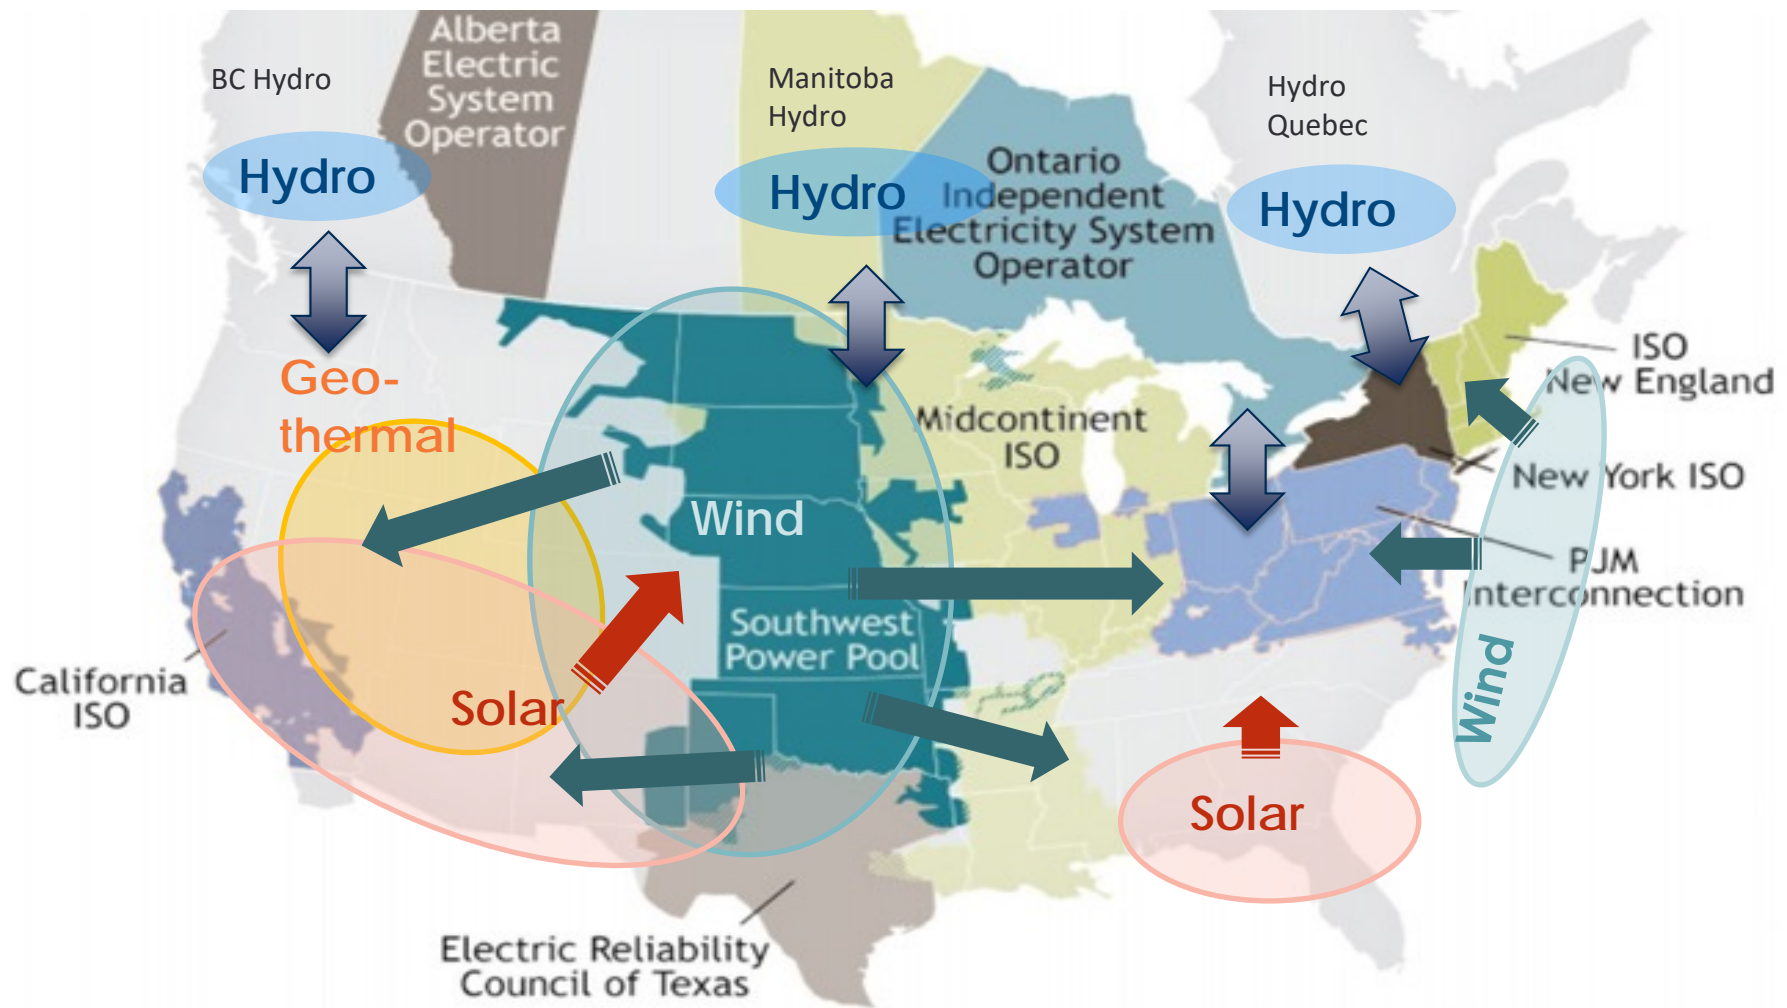 Alberta
Electric
System
Operator
BC Hydro
Manitoba
Hydro
Hydro
Quebec
Hydro
Hydro
Hydro
Ontario
Independent
Electricity System
Operator
Geo-
thermal
Midcontinent
ISO
ISO
New England
New York ISO
Wind
PJM
Interconnection
Southwest
Power Pool
California
ISO
Solar
Wind
Solar
Electric Reliability
Council of Texas